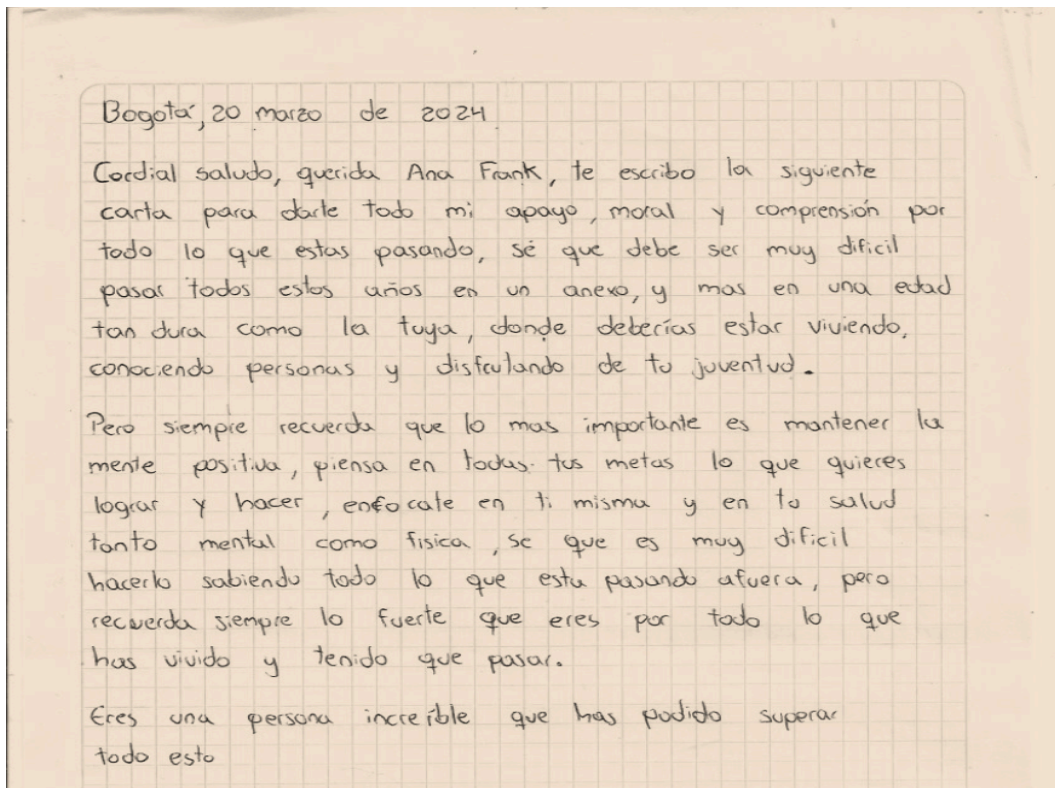 Bogotá, 20 marzo de 2024
Cordial saludo, querida Ana Frank, te escribo la siguiente
carta para darle todo mi apoyo, moral y comprensión por
todo lo que estas pasando, sé que debe ser muy dificil
pasar todos estos años en un anexo, y mas en una edad
tan dura como la tuya, donde deberías estar viviendo,
conociendo personas y disfrutando de tu juventud.
Pero siempre recuerda que lo mas importante es mantener la
mente positiva, piensa en todas tus metas lo que quieres
lograr y hacer, enfocate en ti misma y en tu salud
tanto mental como fisica, se que es muy dificil
hacerlo sabiendo todo lo que esta pasando afuera, pero
recuerda siempre lo fuerte que eres por todo lo que
has vivido y tenido que pasar.
Eres una persona increíble que has podido superar
todo esto